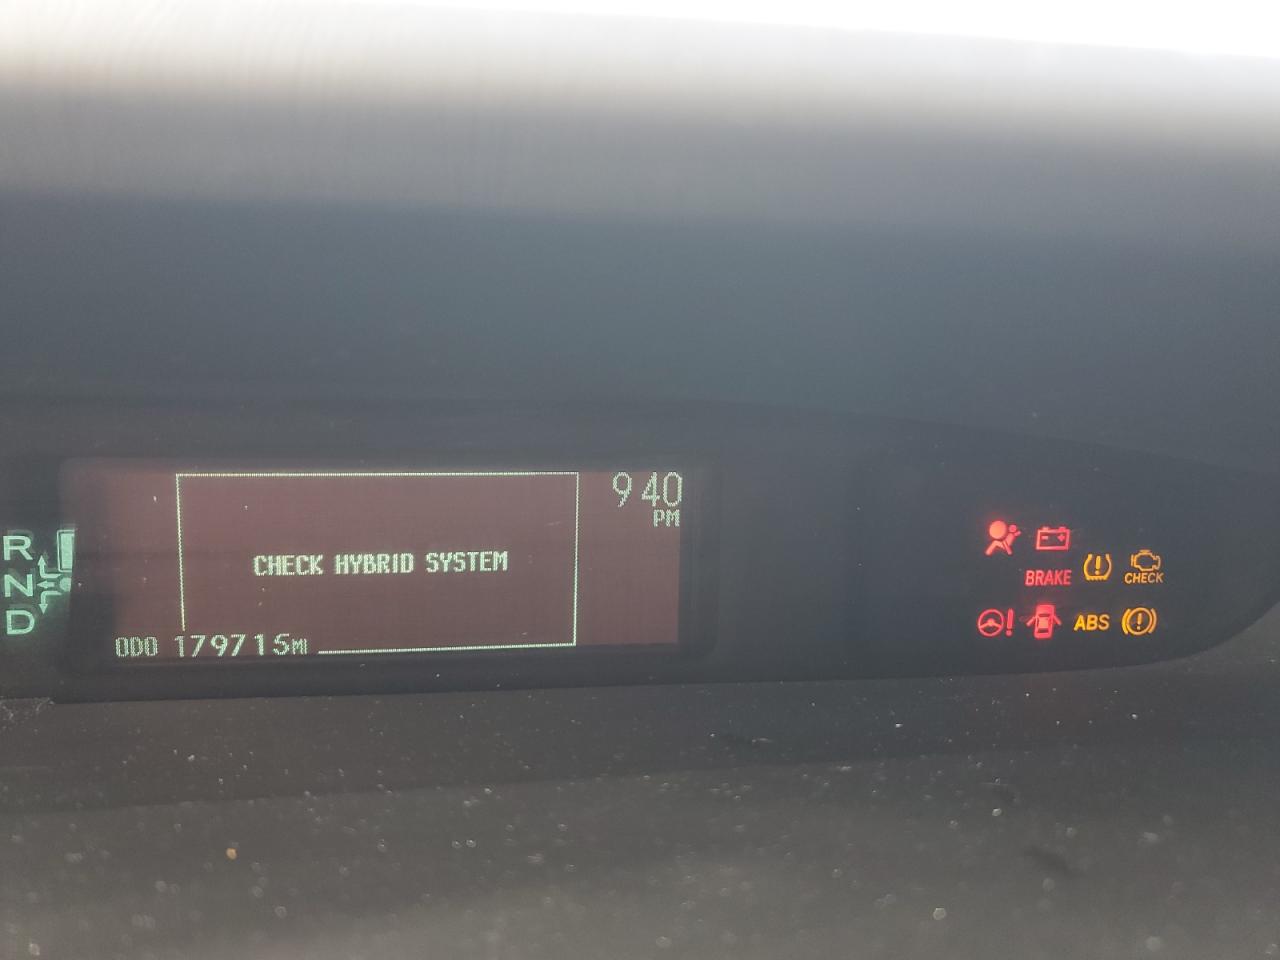 9 40
PM
R
CHECK HYBRID SYSTEM
N
BRAKE
CHECK
D
ODO 179715MI
ABS